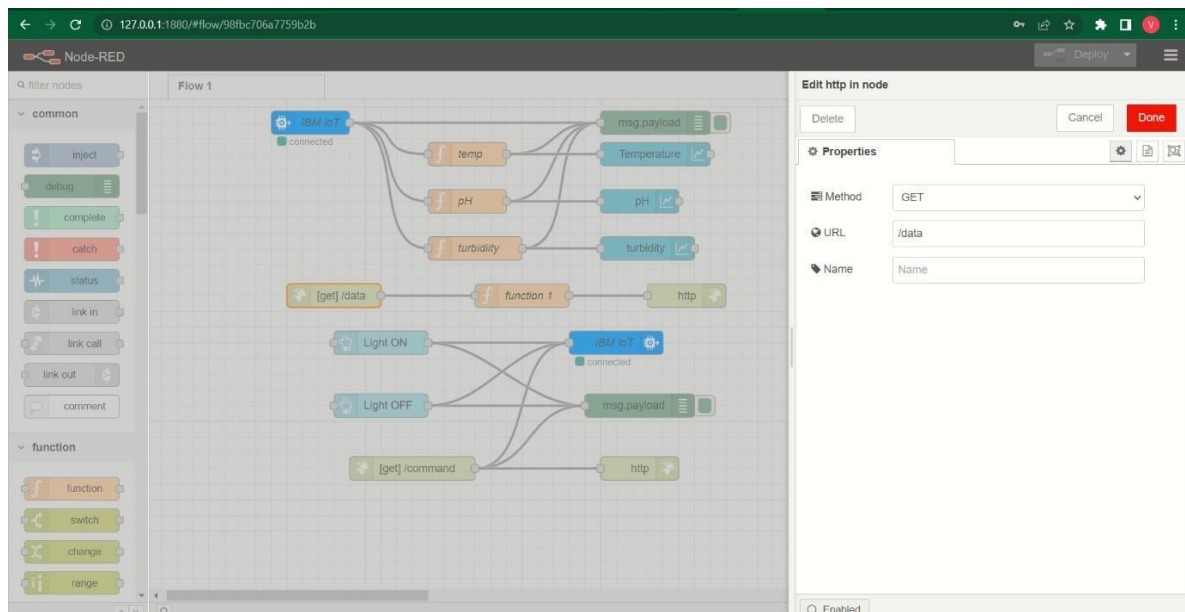 127.0.0.1:1880/#flow/98fbc706a7759b2b
V
Node-RED
Deploy
filter nodes
common
inject
debug
complete
catch
status
link in
link call
link out
comment
function
function
switch
change
range
Flow 1
IBM IoT
connected
msg.payload
temp
Temperature
pH
pH
turbidiity
turbidity
[get] /data
function 1
http
Light ON
IBM IoT
connected
Light OFF
msg.payload
[get] /command
http
Edit http in node
Delete
Cancel
Done
Properties
Method
GET
URL
/data
Name
Name
Enabled